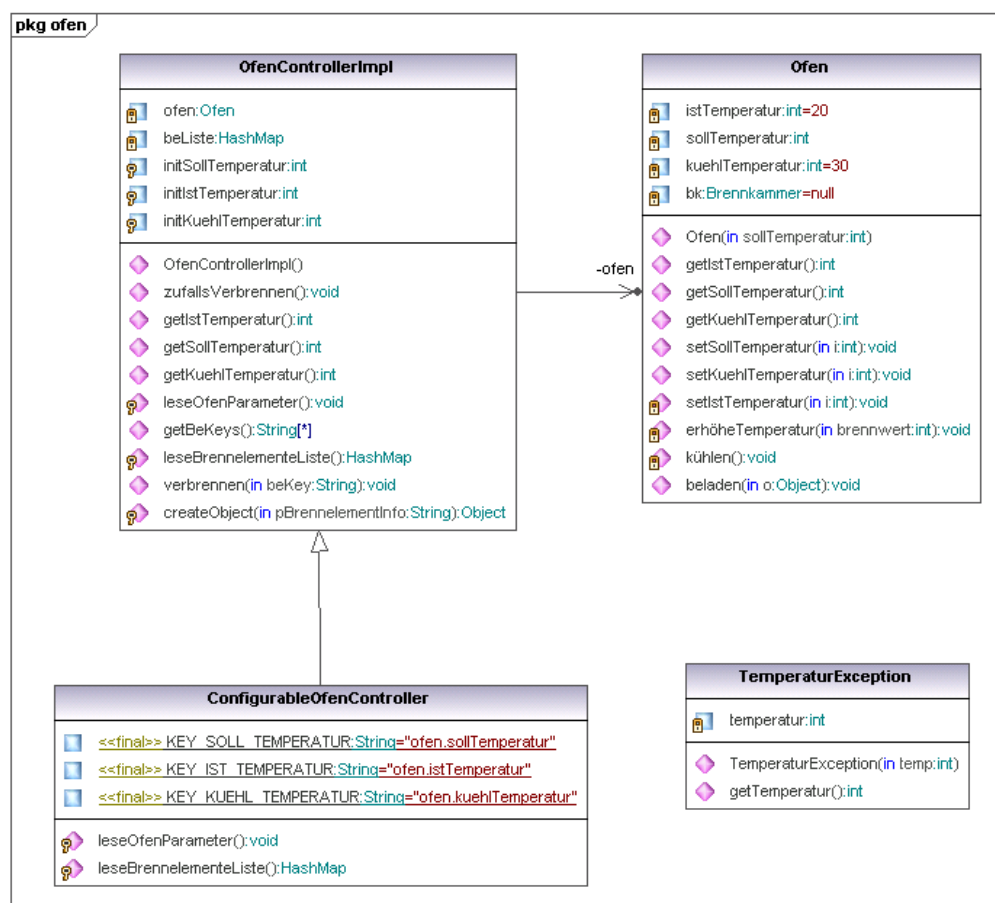 pkg ofen
OfenControllerImpl
ofen:Ofen
beListe:HashMap
initSollTemperatur:int
initIstTemperatur:int
initKuehlTemperatur:int
OfenControllerImpl()
zufallsVerbrennen():void
getIstTemperatur():int
getSollTemperatur():int
getKuehlTemperatur():int
leseOfenParameter():void
getBeKeys():String[*]
leseBrennelementeListe():HashMap
verbrennen(in beKey:String):void
createObject(in pBrennelementInfo:String):Object
-ofen
Ofen
istTemperatur:int=20
sollTemperatur:int
kuehlTemperatur:int=30
bk:Brennkammer=null
Ofen(in sollTemperatur:int)
getIstTemperatur():int
getSollTemperatur():int
getKuehlTemperatur():int
setSollTemperatur(in i:int):void
setKuehlTemperatur(in i:int):void
setIstTemperatur(in i:int):void
erhöheTemperatur(in brennwert:int):void
kühlen():void
beladen(in o:Object):void
ConfigurableOfenController
<<final>> KEY_SOLL_TEMPERATUR:String="ofen.sollTemperatur"
<<final>> KEY_IST_TEMPERATUR:String="ofen.istTemperatur"
<<final>> KEY_KUEHL_TEMPERATUR:String="ofen.kuehlTemperatur"
leseOfenParameter():void
leseBrennelementeListe():HashMap
TemperaturException
temperatur:int
TemperaturException(in temp:int)
getTemperatur():int